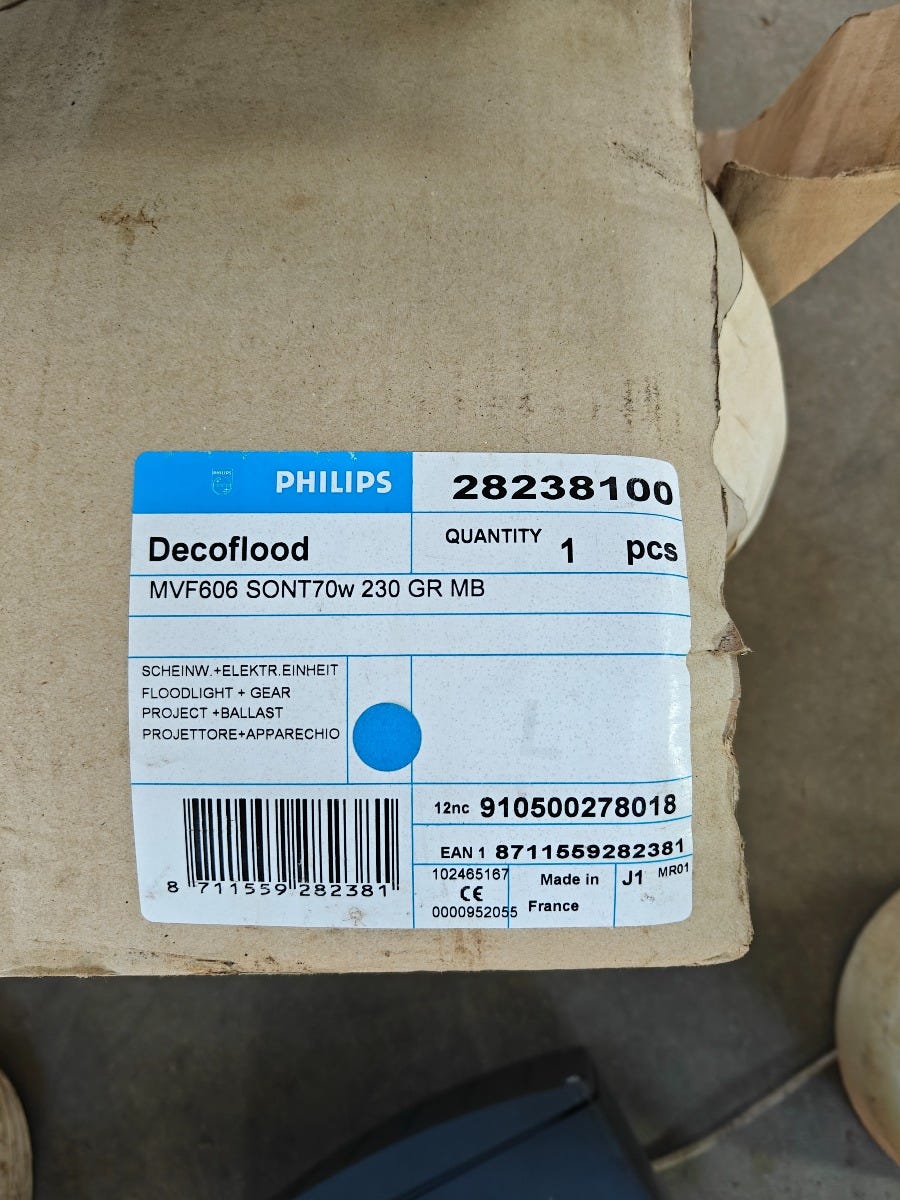 PHILIPS
28238100
Decoflood
QUANTITY 1 pcs
MVF606 SONT70w 230 GR MB
SCHEINW.+ELEKTR.EINHEIT
FLOODLIGHT + GEAR
PROJECT +BALLAST
PROJETTORE+APPARECHIO
12nc 910500278018
EAN 1 8711559282381
8 711559 282381
102465167
CE
0000952055
Made in
France
J1 MR01